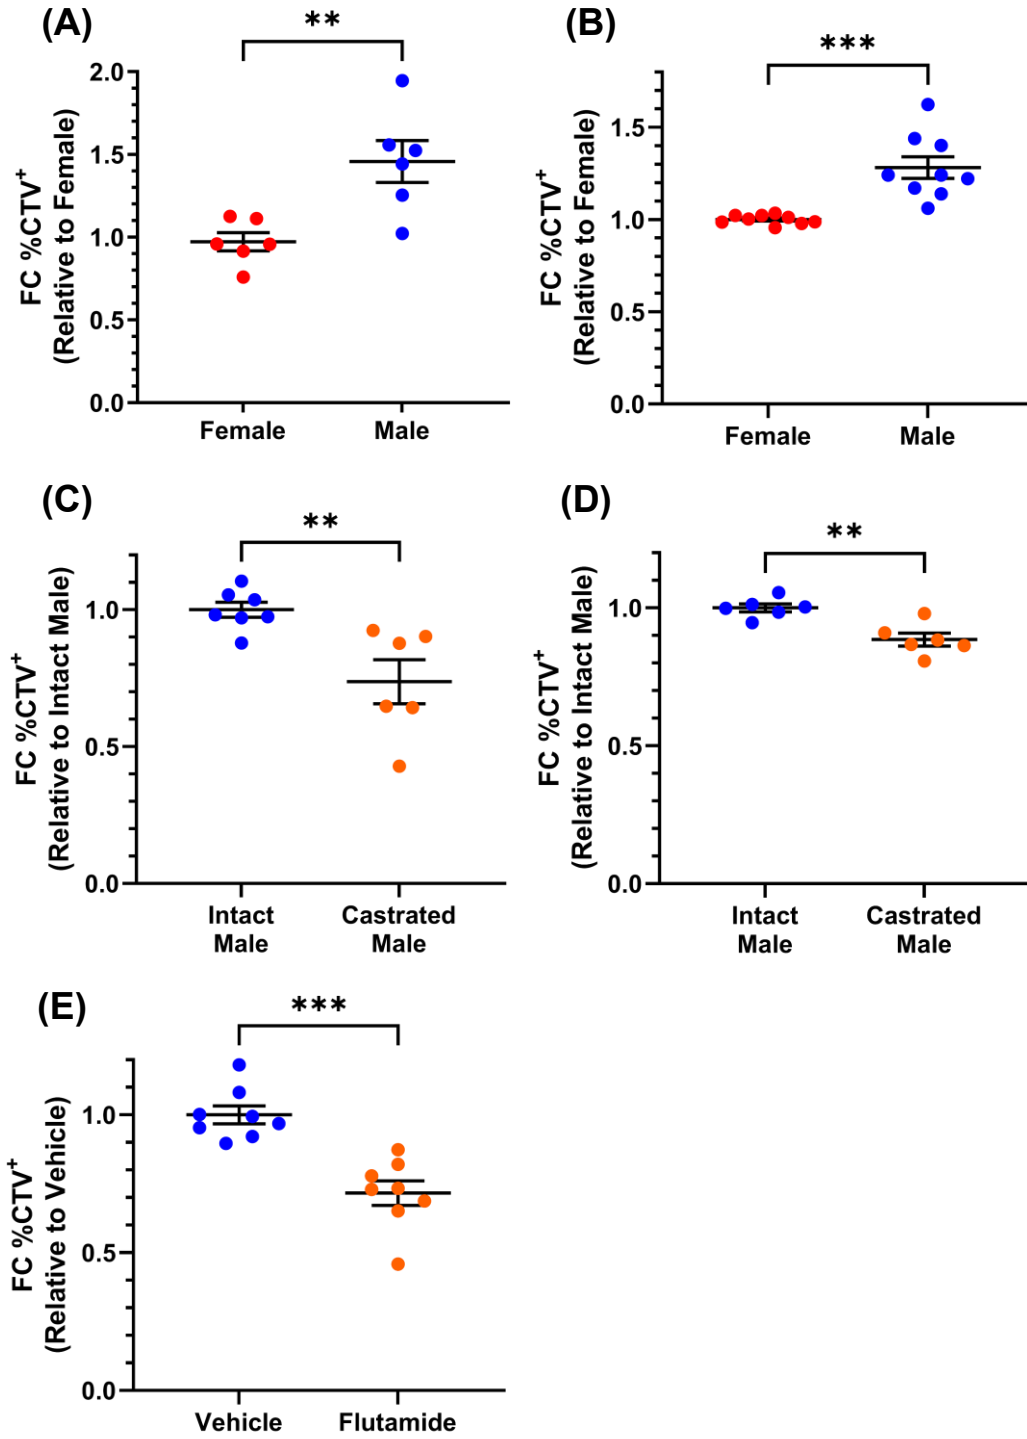 (A)
**
FC %CTV⁺
(Relative to Female)
2.0
1.5
1.0
0.5
0.0
Female Male
(B)
***
FC %CTV⁺
(Relative to Female)
1.5
1.0
0.5
0.0
Female Male
(C)
**
FC %CTV⁺
(Relative to Intact Male)
1.0
0.5
0.0
Intact Castrated
Male Male
(D)
**
FC %CTV⁺
(Relative to Intact Male)
1.0
0.5
0.0
Intact Castrated
Male Male
(E)
***
FC %CTV⁺
(Relative to Vehicle)
1.0
0.5
0.0
Vehicle Flutamide